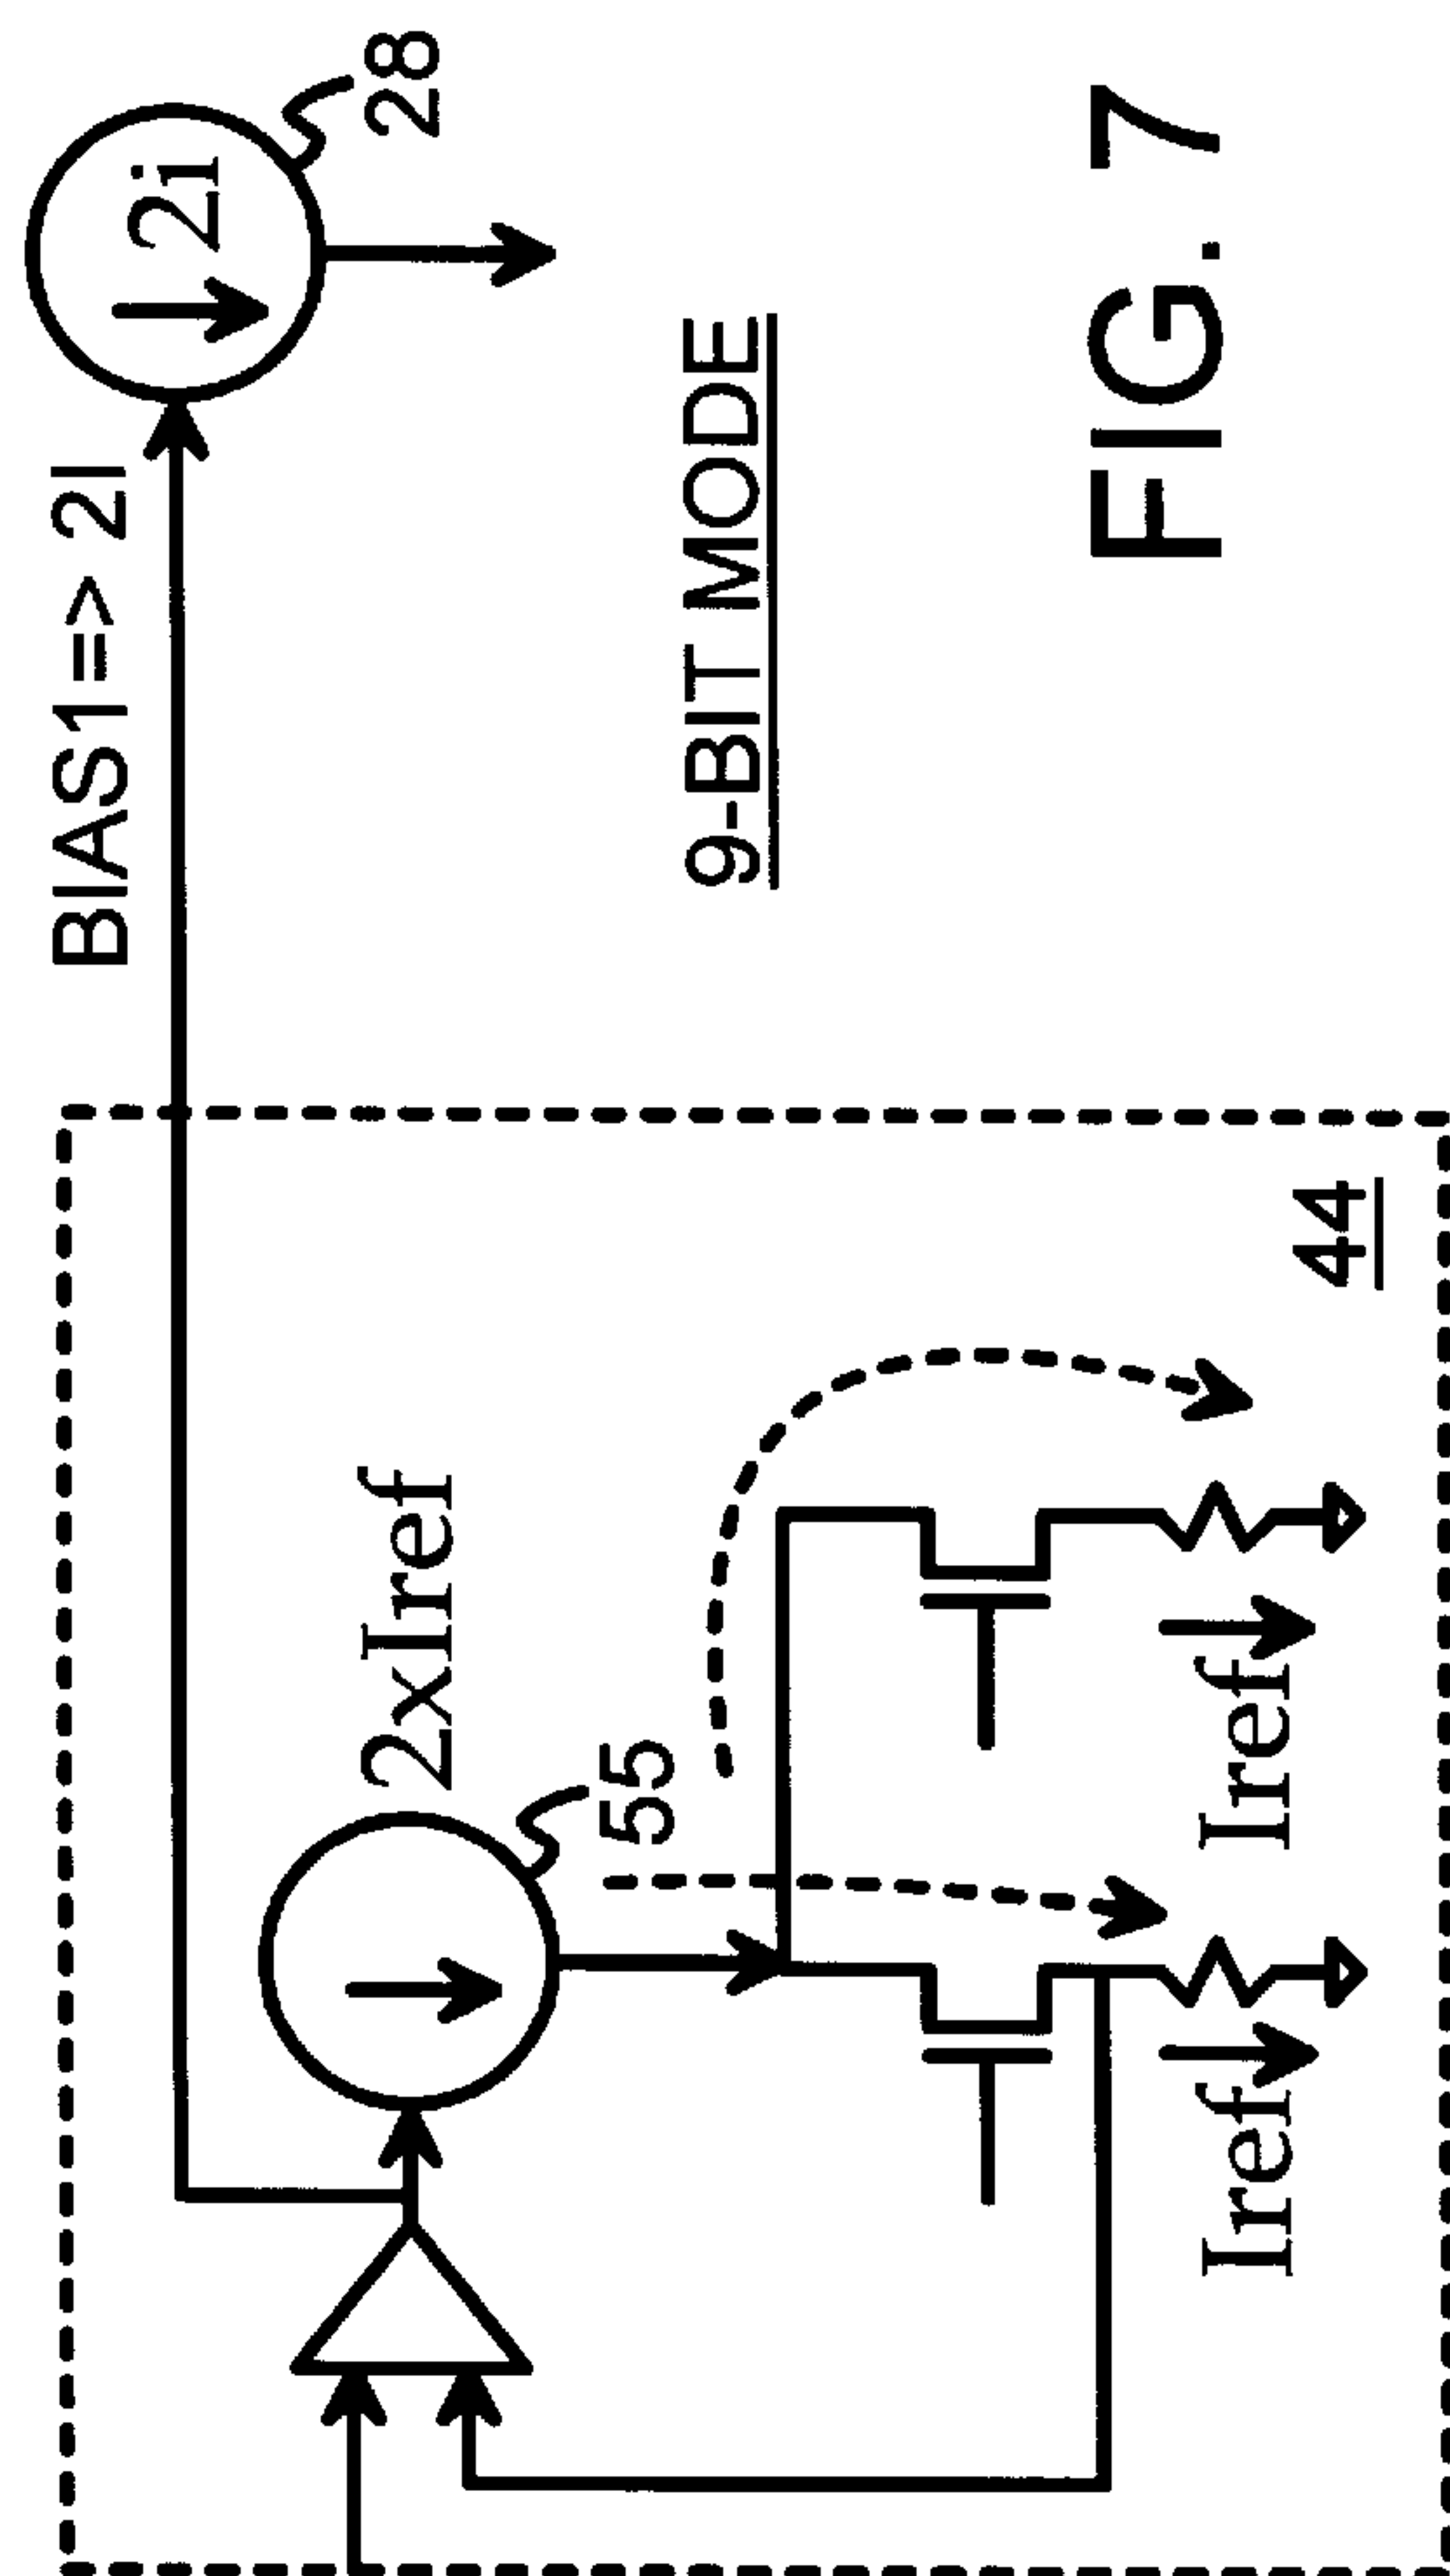 BIAS1 => 2I
2i
28
2xIref
55
9-BIT MODE
Iref
Iref
44
FIG. 7